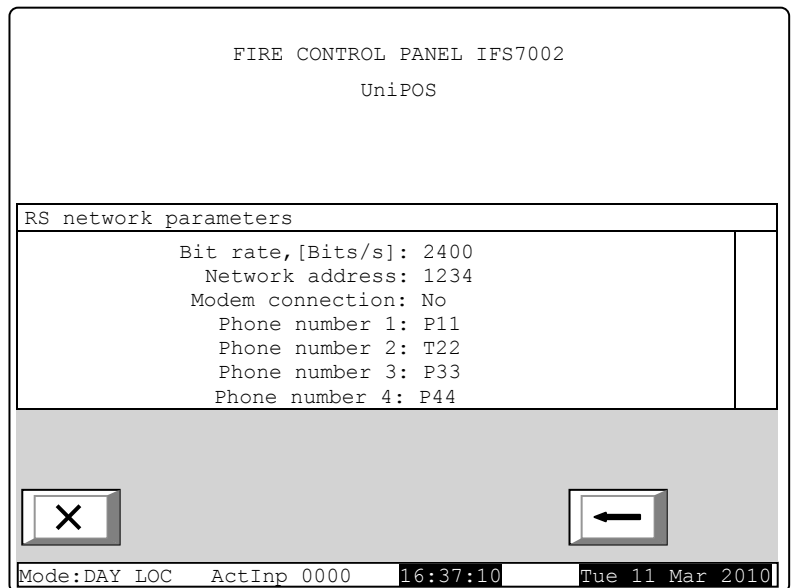 FIRE CONTROL PANEL IFS7002
UniPOS
RS network parameters
Bit rate,[Bits/s]: 2400
Network address: 1234
Modem connection: No
Phone number 1: P11
Phone number 2: T22
Phone number 3: P33
Phone number 4: P44
Mode:DAY LOC ActInp 0000 16:37:10 Tue 11 Mar 2010